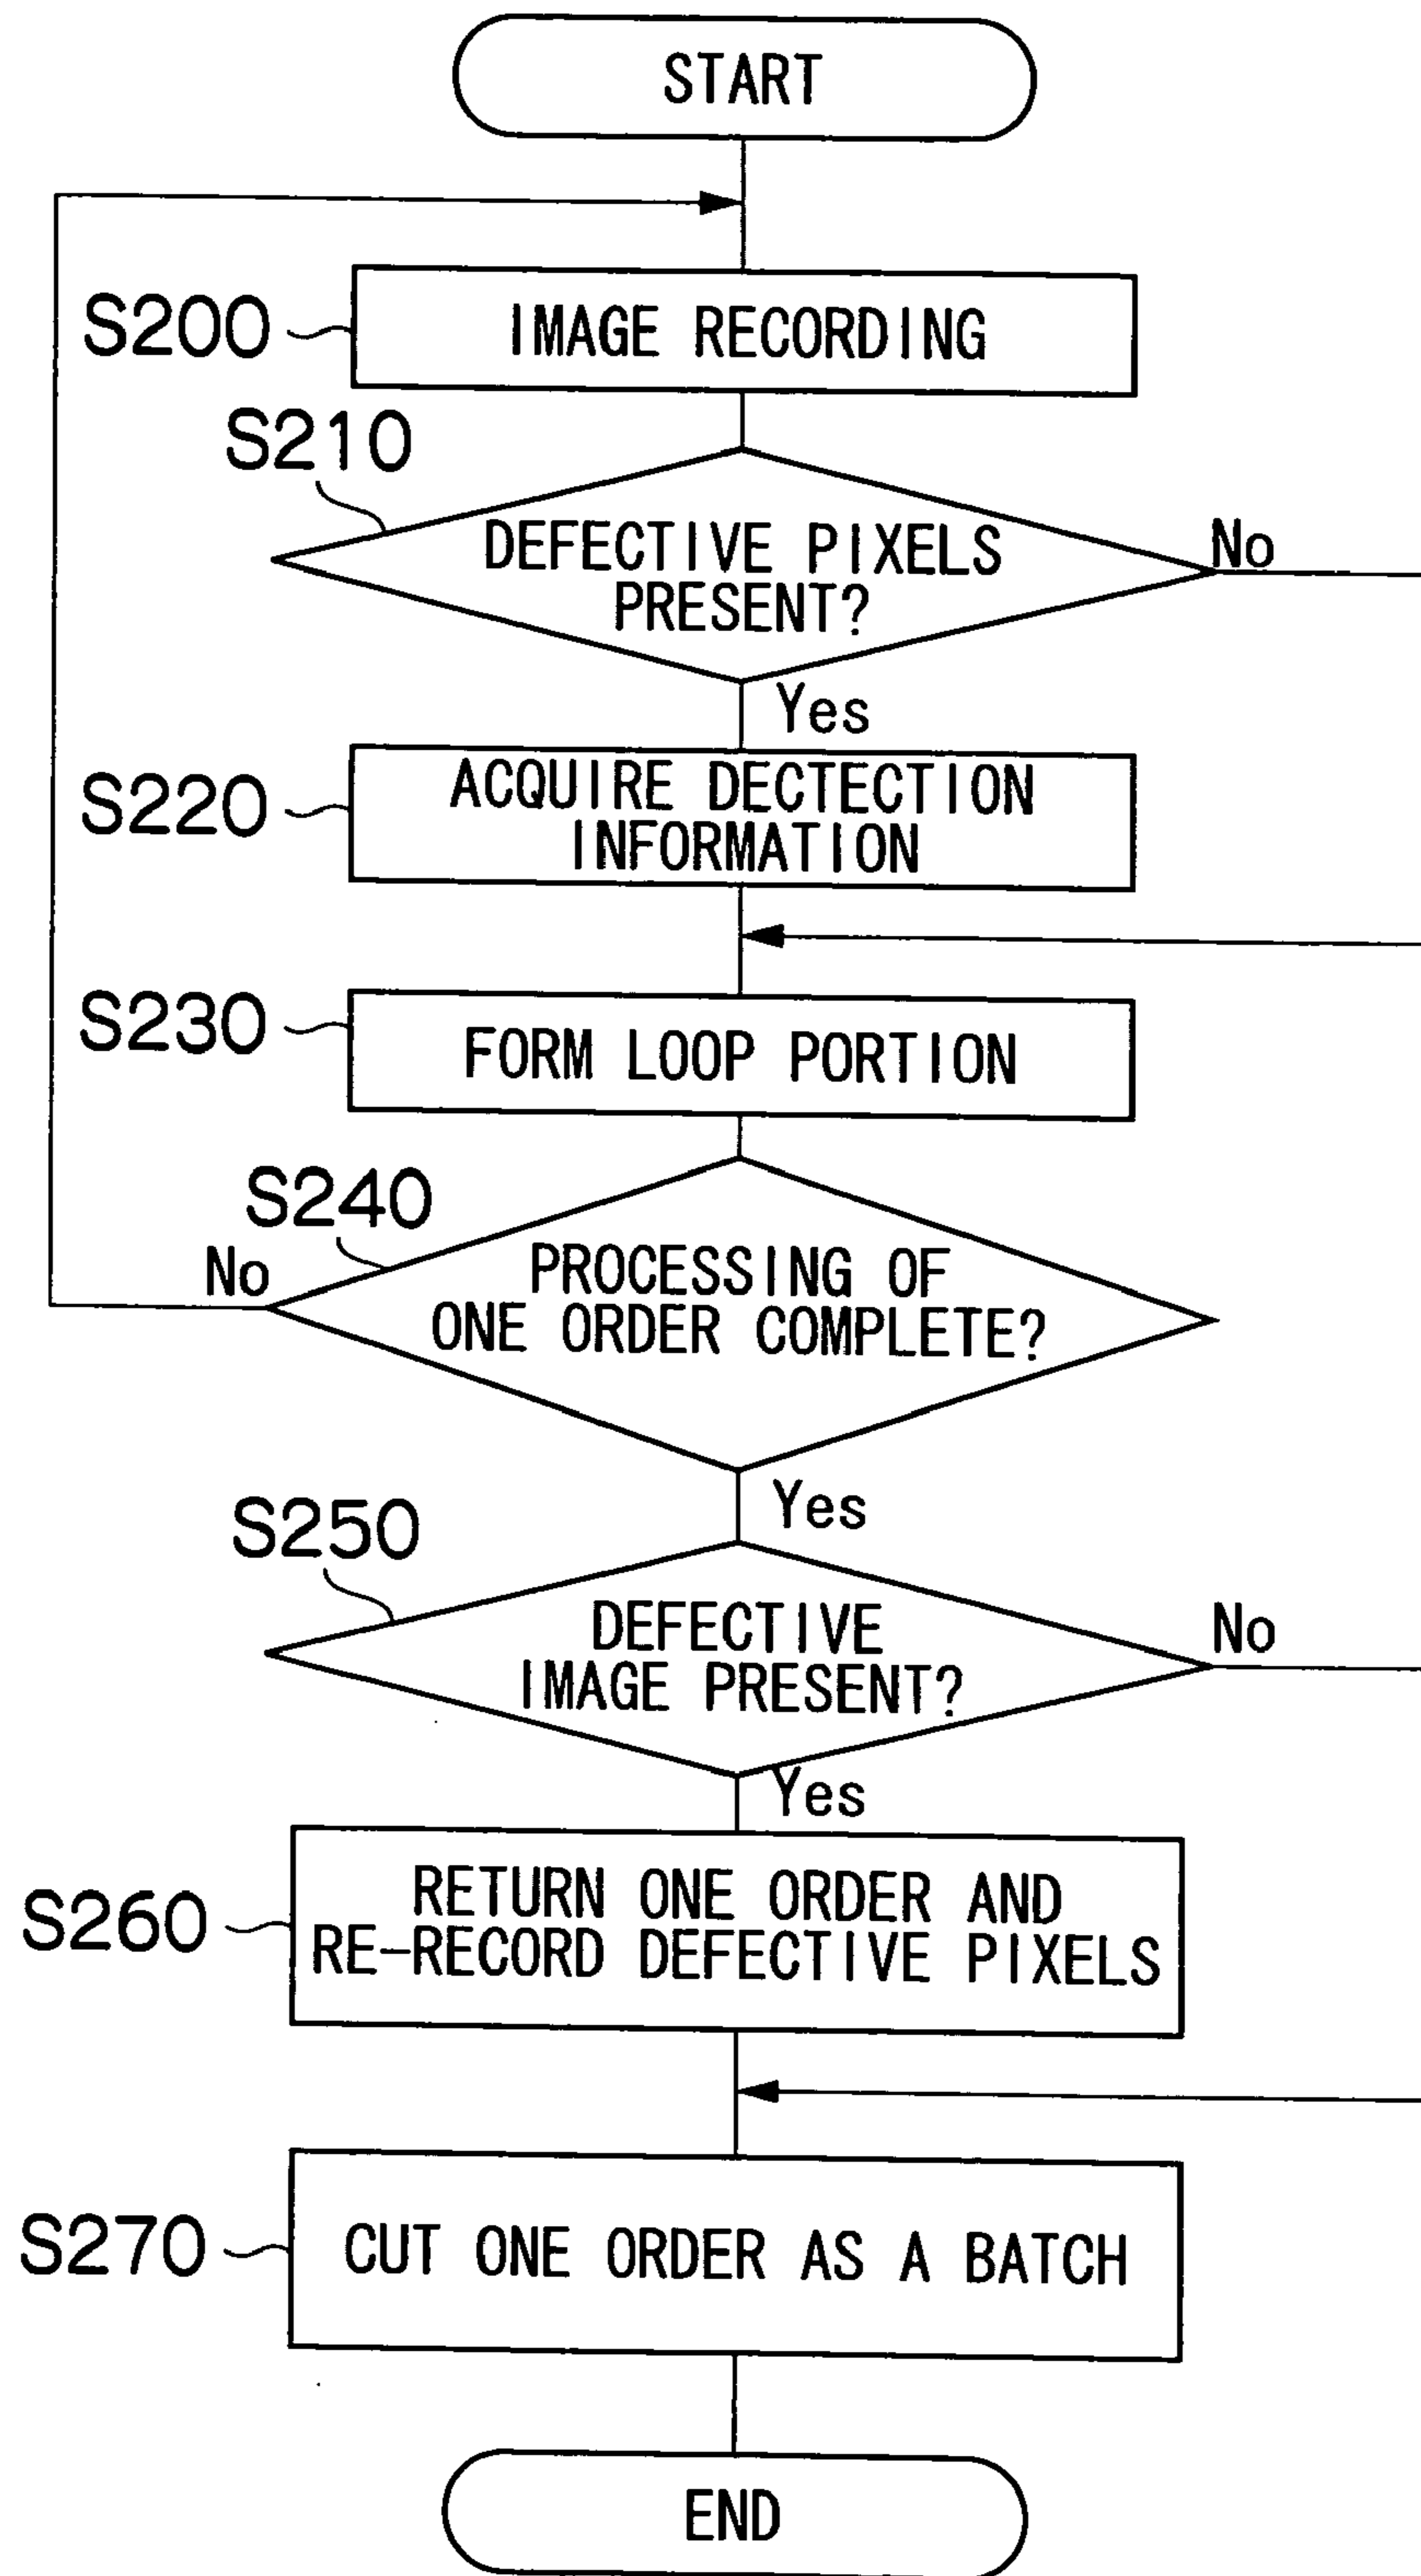 START
S200
IMAGE RECORDING
S210
DEFECTIVE PIXELS
PRESENT?
No
Yes
S220
ACQUIRE DECTECTION
INFORMATION
S230
FORM LOOP PORTION
S240
No
PROCESSING OF
ONE ORDER COMPLETE?
Yes
S250
DEFECTIVE
IMAGE PRESENT?
No
Yes
S260
RETURN ONE ORDER AND
RE-RECORD DEFECTIVE PIXELS
S270
CUT ONE ORDER AS A BATCH
END